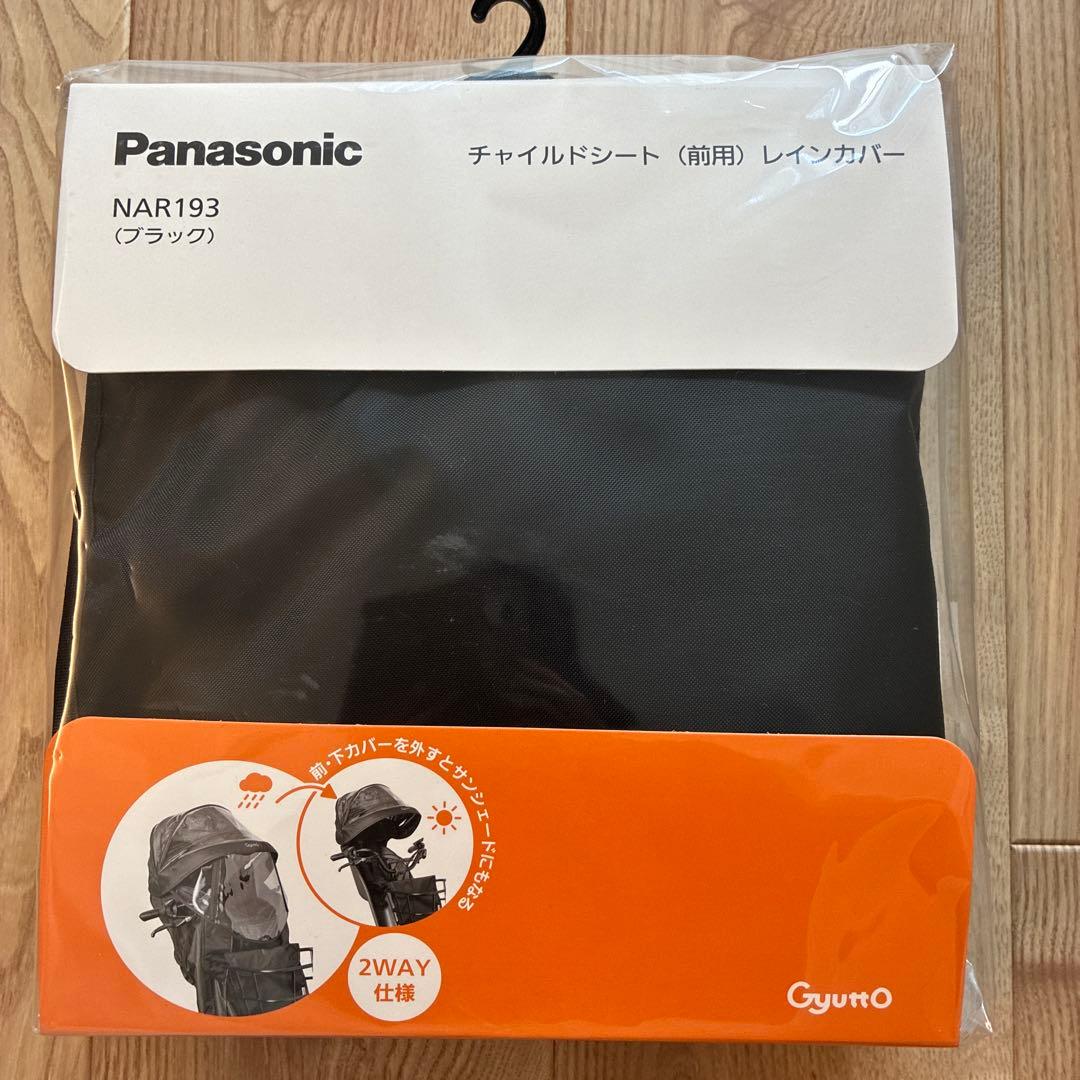 Panasonic
チャイルドシート（前用）レインカバー
NAR193
（ブラック）
前・下カバーを外すとサンシェードにもなる
Gyutto
2WAY
仕様
Gyutto